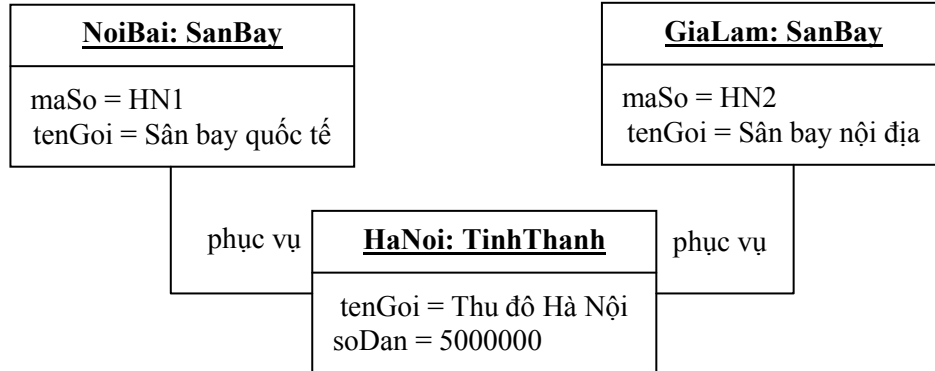 NoiBai: SanBay
maSo = HN1
tenGoi = Sân bay quốc tế
GiaLam: SanBay
maSo = HN2
tenGoi = Sân bay nội địa
phục vụ
HaNoi: TinhThanh
tenGoi = Thu đô Hà Nội
soDan = 5000000
phục vụ